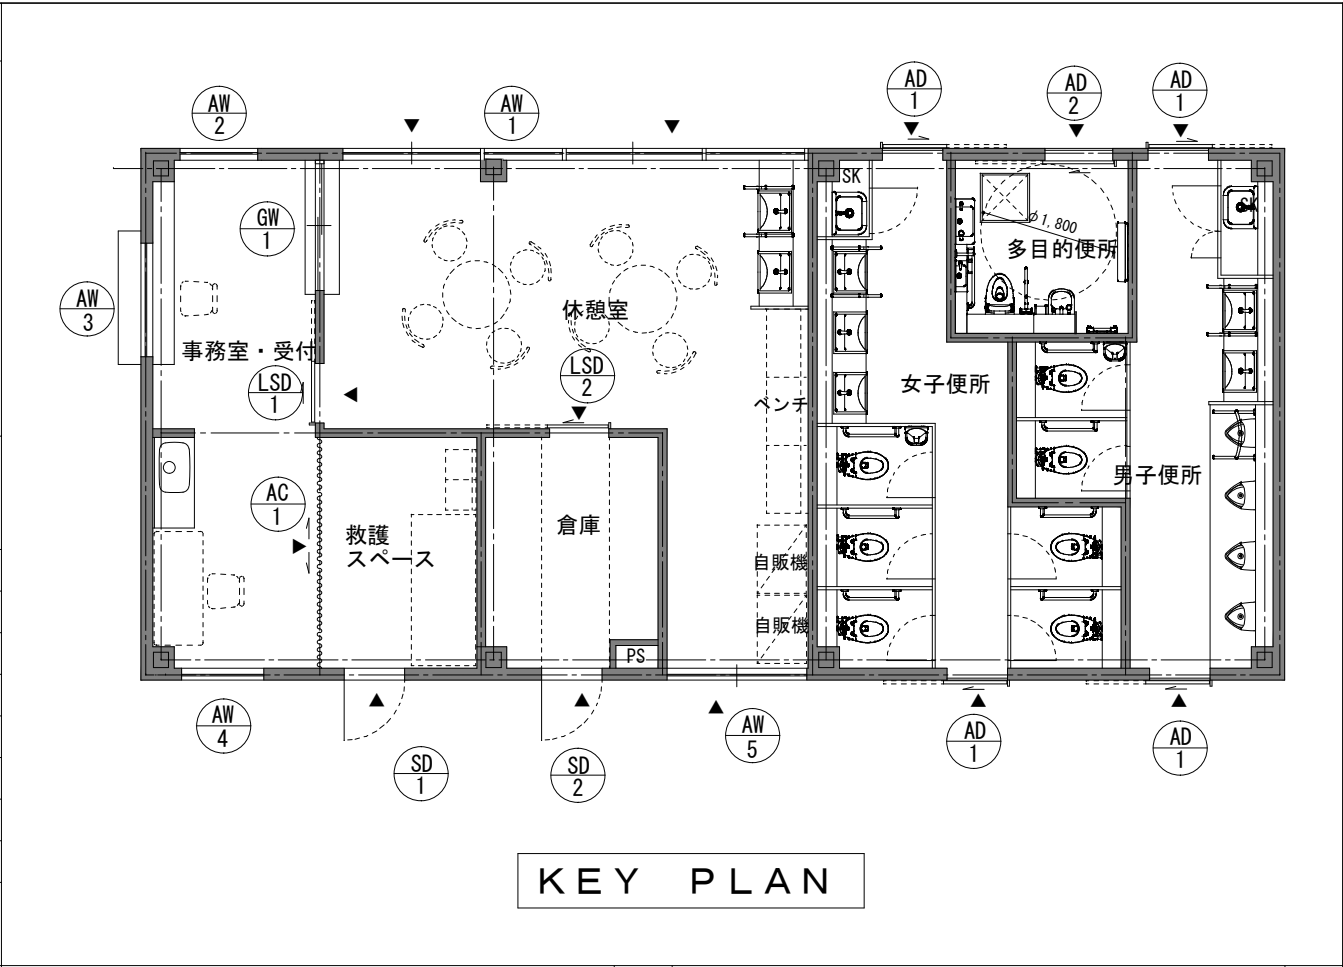 AD
1
AD
2
AD
1
AW
2
AW
1
SK
GW
1
SK
φ1,800
多目的便所
AW
3
休憩室
事務室・受付
LSD
1
LSD
2
女子便所
ベンチ
男子便所
AC
1
救護
スペース
倉庫
自販機
自販機
PS
AW
4
AW
5
AD
1
AD
1
SD
1
SD
2
KEY PLAN